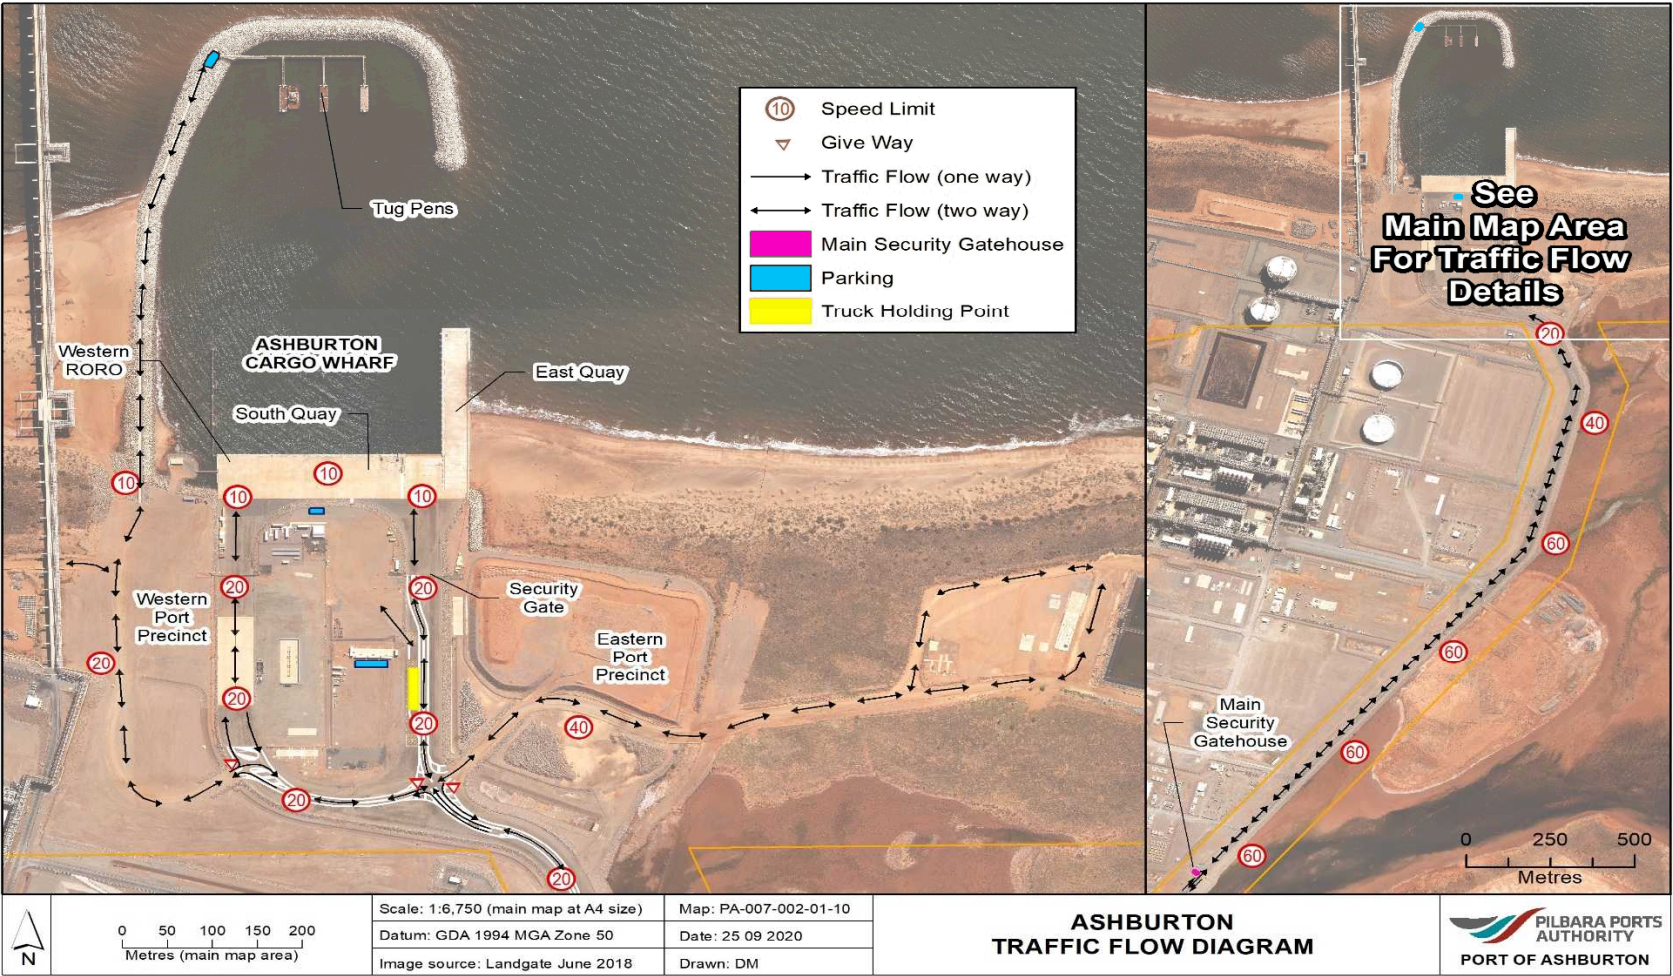 10 Speed Limit
Give Way
Traffic Flow (one way)
Traffic Flow (two way)
Main Security Gatehouse
Parking
Truck Holding Point
Tug Pens
Western
RORO
ASHBURTON
CARGO WHARF
South Quay
East Quay
10
10
10
10
20
20
Security
Gate
Western
Port
Precinct
Eastern
Port
Precinct
20
20
20
40
20
20
See
Main Map Area
For Traffic Flow
Details
20
40
60
60
60
60
Main
Security
Gatehouse
0 250 500
Metres
N
0 50 100 150 200
Metres (main map area)
Scale: 1:6,750 (main map at A4 size)
Datum: GDA 1994 MGA Zone 50
Image source: Landgate June 2018
Map: PA-007-002-01-10
Date: 25 09 2020
Drawn: DM
ASHBURTON
TRAFFIC FLOW DIAGRAM
PILBARA PORTS
AUTHORITY
PORT OF ASHBURTON